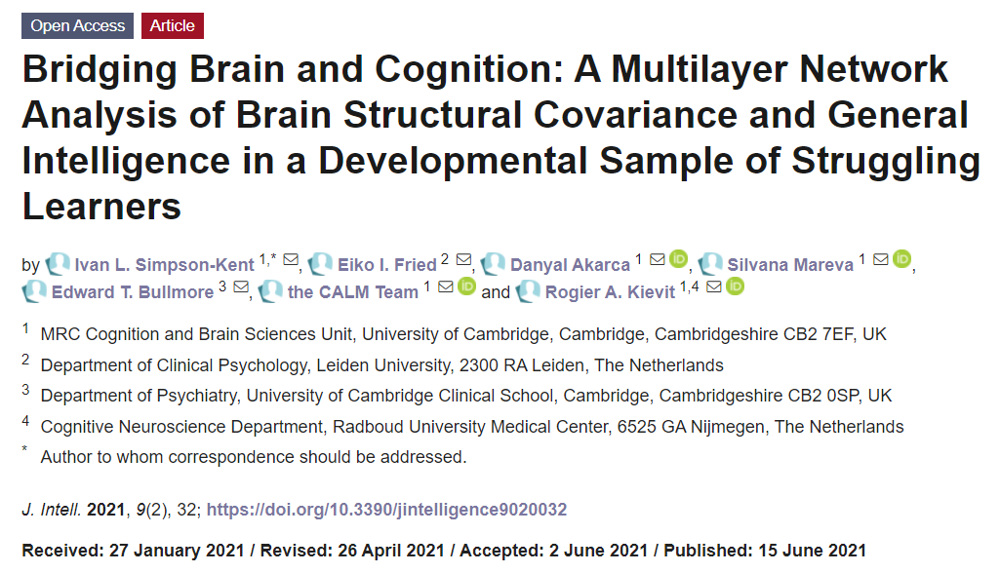 Open Access Article
Bridging Brain and Cognition: A Multilayer Network
Analysis of Brain Structural Covariance and General
Intelligence in a Developmental Sample of Struggling
Learners
by Ivan L. Simpson-Kent 1,*, Eiko I. Fried 2, Danyal Akarca 1 iD, Silvana Mareva 1 iD,
Edward T. Bullmore 3, the CALM Team 1 iD and Rogier A. Kievit 1,4 iD
1 MRC Cognition and Brain Sciences Unit, University of Cambridge, Cambridge, Cambridgeshire CB2 7EF, UK
2 Department of Clinical Psychology, Leiden University, 2300 RA Leiden, The Netherlands
3 Department of Psychiatry, University of Cambridge Clinical School, Cambridge, Cambridgeshire CB2 0SP, UK
4 Cognitive Neuroscience Department, Radboud University Medical Center, 6525 GA Nijmegen, The Netherlands
* Author to whom correspondence should be addressed.
J. Intell. 2021, 9(2), 32; https://doi.org/10.3390/jintelligence9020032
Received: 27 January 2021 / Revised: 26 April 2021 / Accepted: 2 June 2021 / Published: 15 June 2021